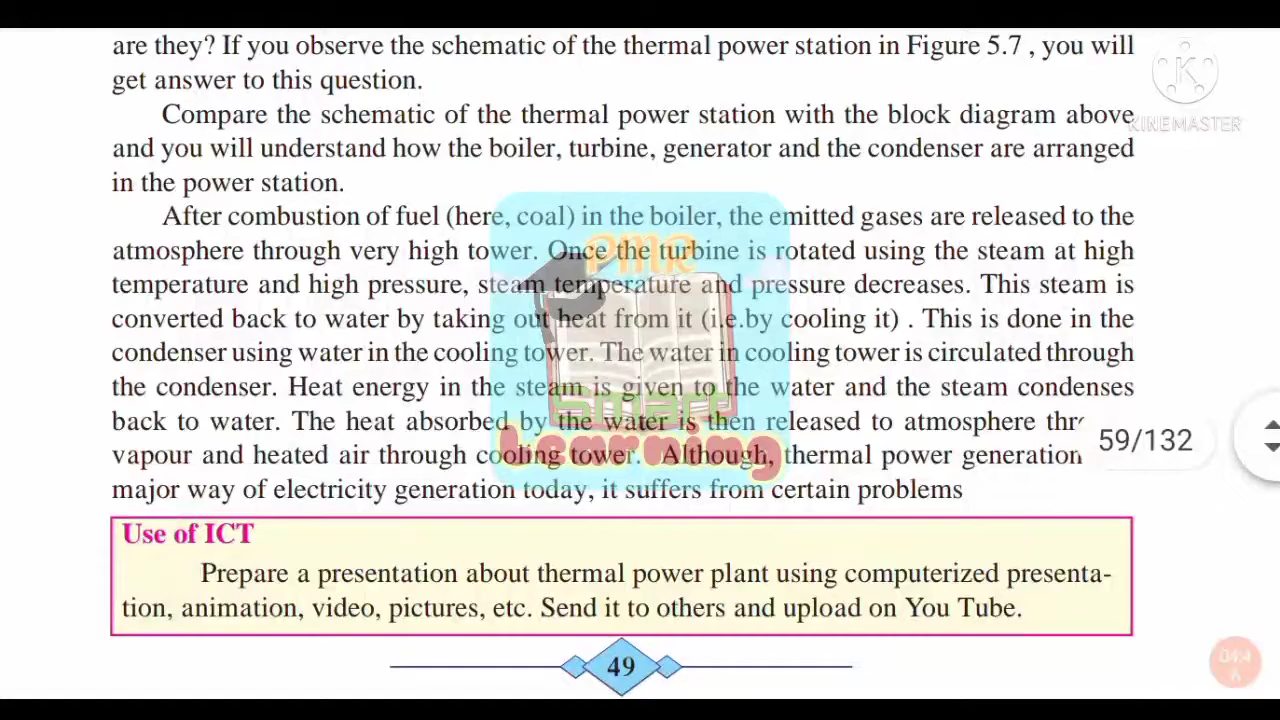 are they? If you observe the schematic of the thermal power station in Figure 5.7 , you will
get answer to this question.
Compare the schematic of the thermal power station with the block diagram above
KINEMASTER
and you will understand how the boiler, turbine, generator and the condenser are arranged
in the power station.
After combustion of fuel (here, coal) in the boiler, the emitted gases are released to the
atmosphere through very high tower. Once the turbine is rotated using the steam at high
PMR
temperature and high pressure, steam temperature and pressure decreases. This steam is
converted back to water by taking out heat from it (i.e.by cooling it) . This is done in the
condenser using water in the cooling tower. The water in cooling tower is circulated through
the condenser. Heat energy in the steam is given to the water and the steam condenses
Smart
back to water. The heat absorbed by the water is then released to atmosphere thr
59/132
Learning
vapour and heated air through cooling tower. Although, thermal power generation
major way of electricity generation today, it suffers from certain problems
Use of ICT
Prepare a presentation about thermal power plant using computerized presenta-
tion, animation, video, pictures, etc. Send it to others and upload on You Tube.
49